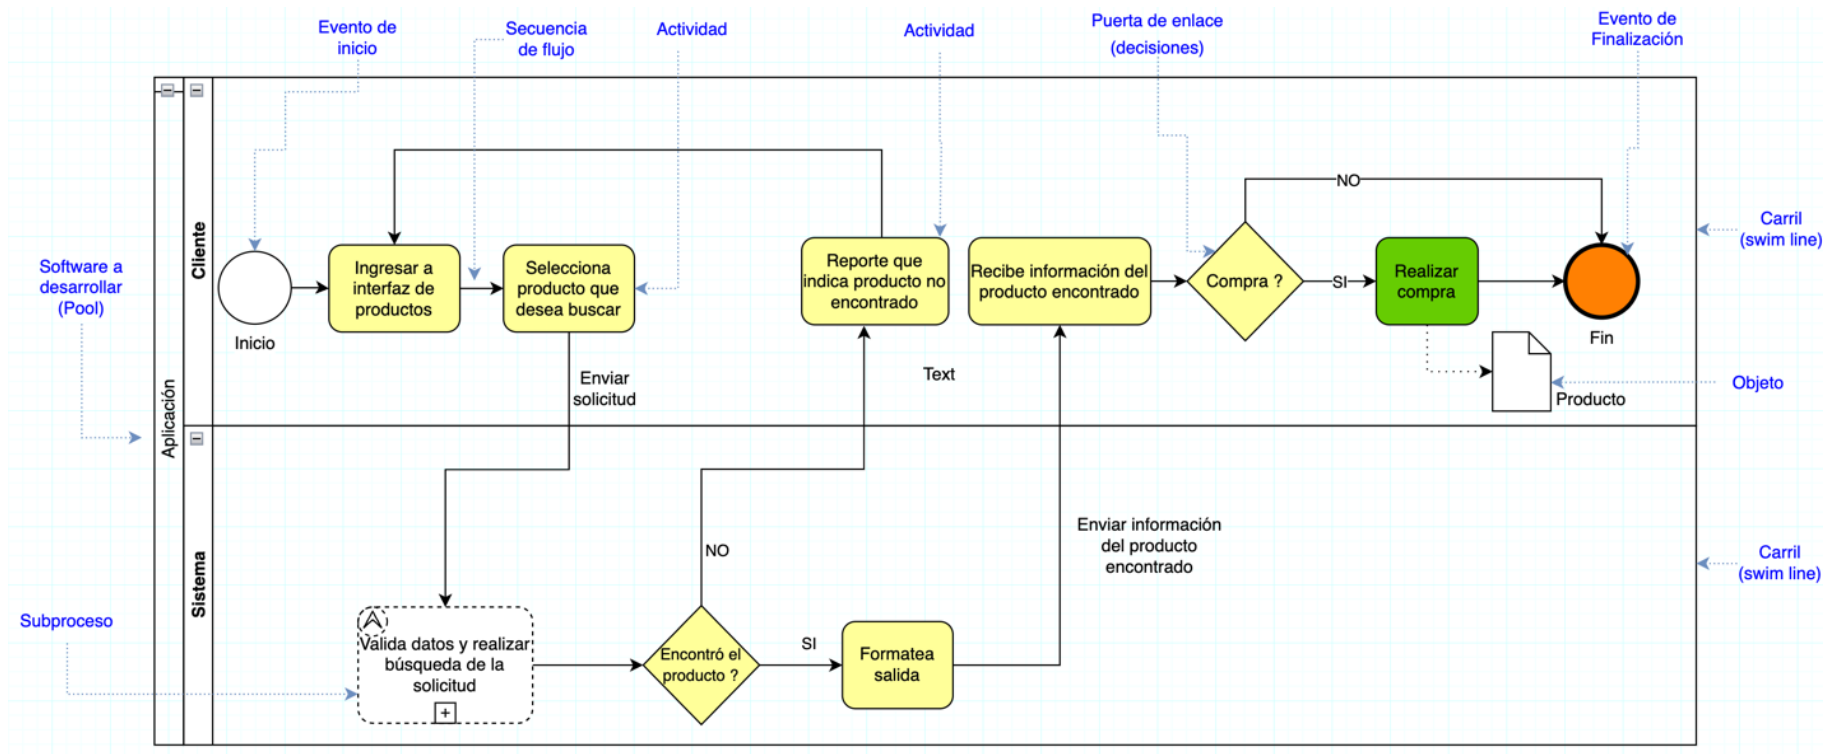 Evento de
inicio
Secuencia
de flujo
Actividad
Actividad
Puerta de enlace
(decisiones)
Evento de
Finalización
Software a
desarrollar
(Pool)
Aplicación
Cliente
Inicio
Ingresar a
interfaz de
productos
Selecciona
producto que
desea buscar
Enviar
solicitud
Reporte que
indica producto no
encontrado
Text
Recibe información del
producto encontrado
Compra ?
NO
SI
Realizar
compra
Fin
Producto
Carril
(swim line)
Objeto
Sistema
Subproceso
Valida datos y realizar
búsqueda de la
solicitud
+
Encontró el
producto ?
NO
SI
Formatea
salida
Enviar información
del producto
encontrado
Carril
(swim line)